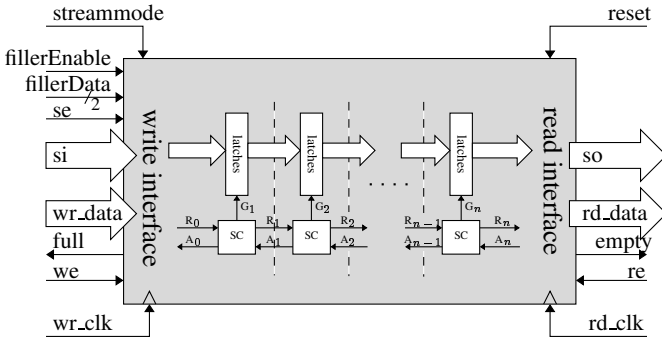 streammode
reset
fillerEnable
fillerData
2
se
si
wr_data
full
we
wr_clk
write interface
latches
latches
latches
G1
G2
Gn
. . . .
R0
R1
R2
Rn−1
Rn
SC
SC
SC
A0
A1
A2
An−1
An
read interface
so
rd_data
empty
re
rd_clk